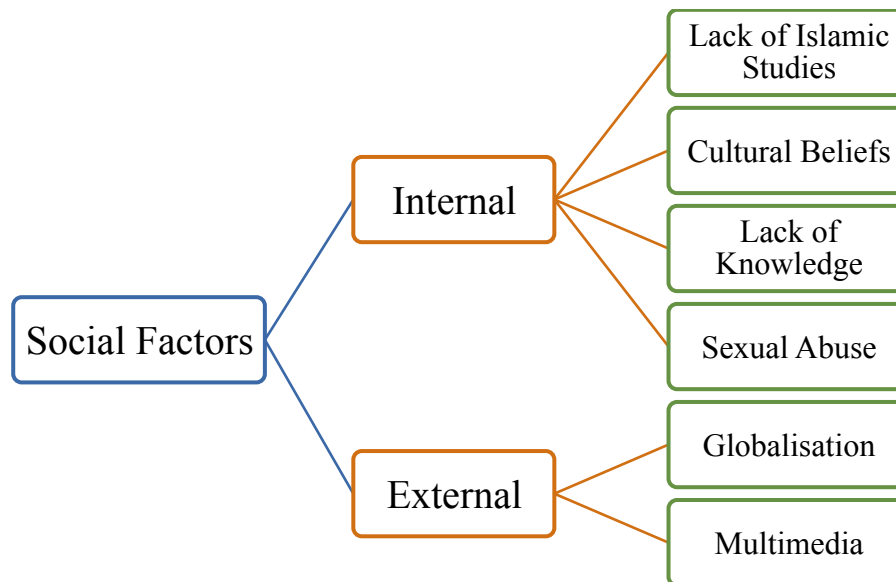 Social Factors
Internal
Lack of Islamic
Studies
Cultural Beliefs
Lack of
Knowledge
Sexual Abuse
External
Globalisation
Multimedia